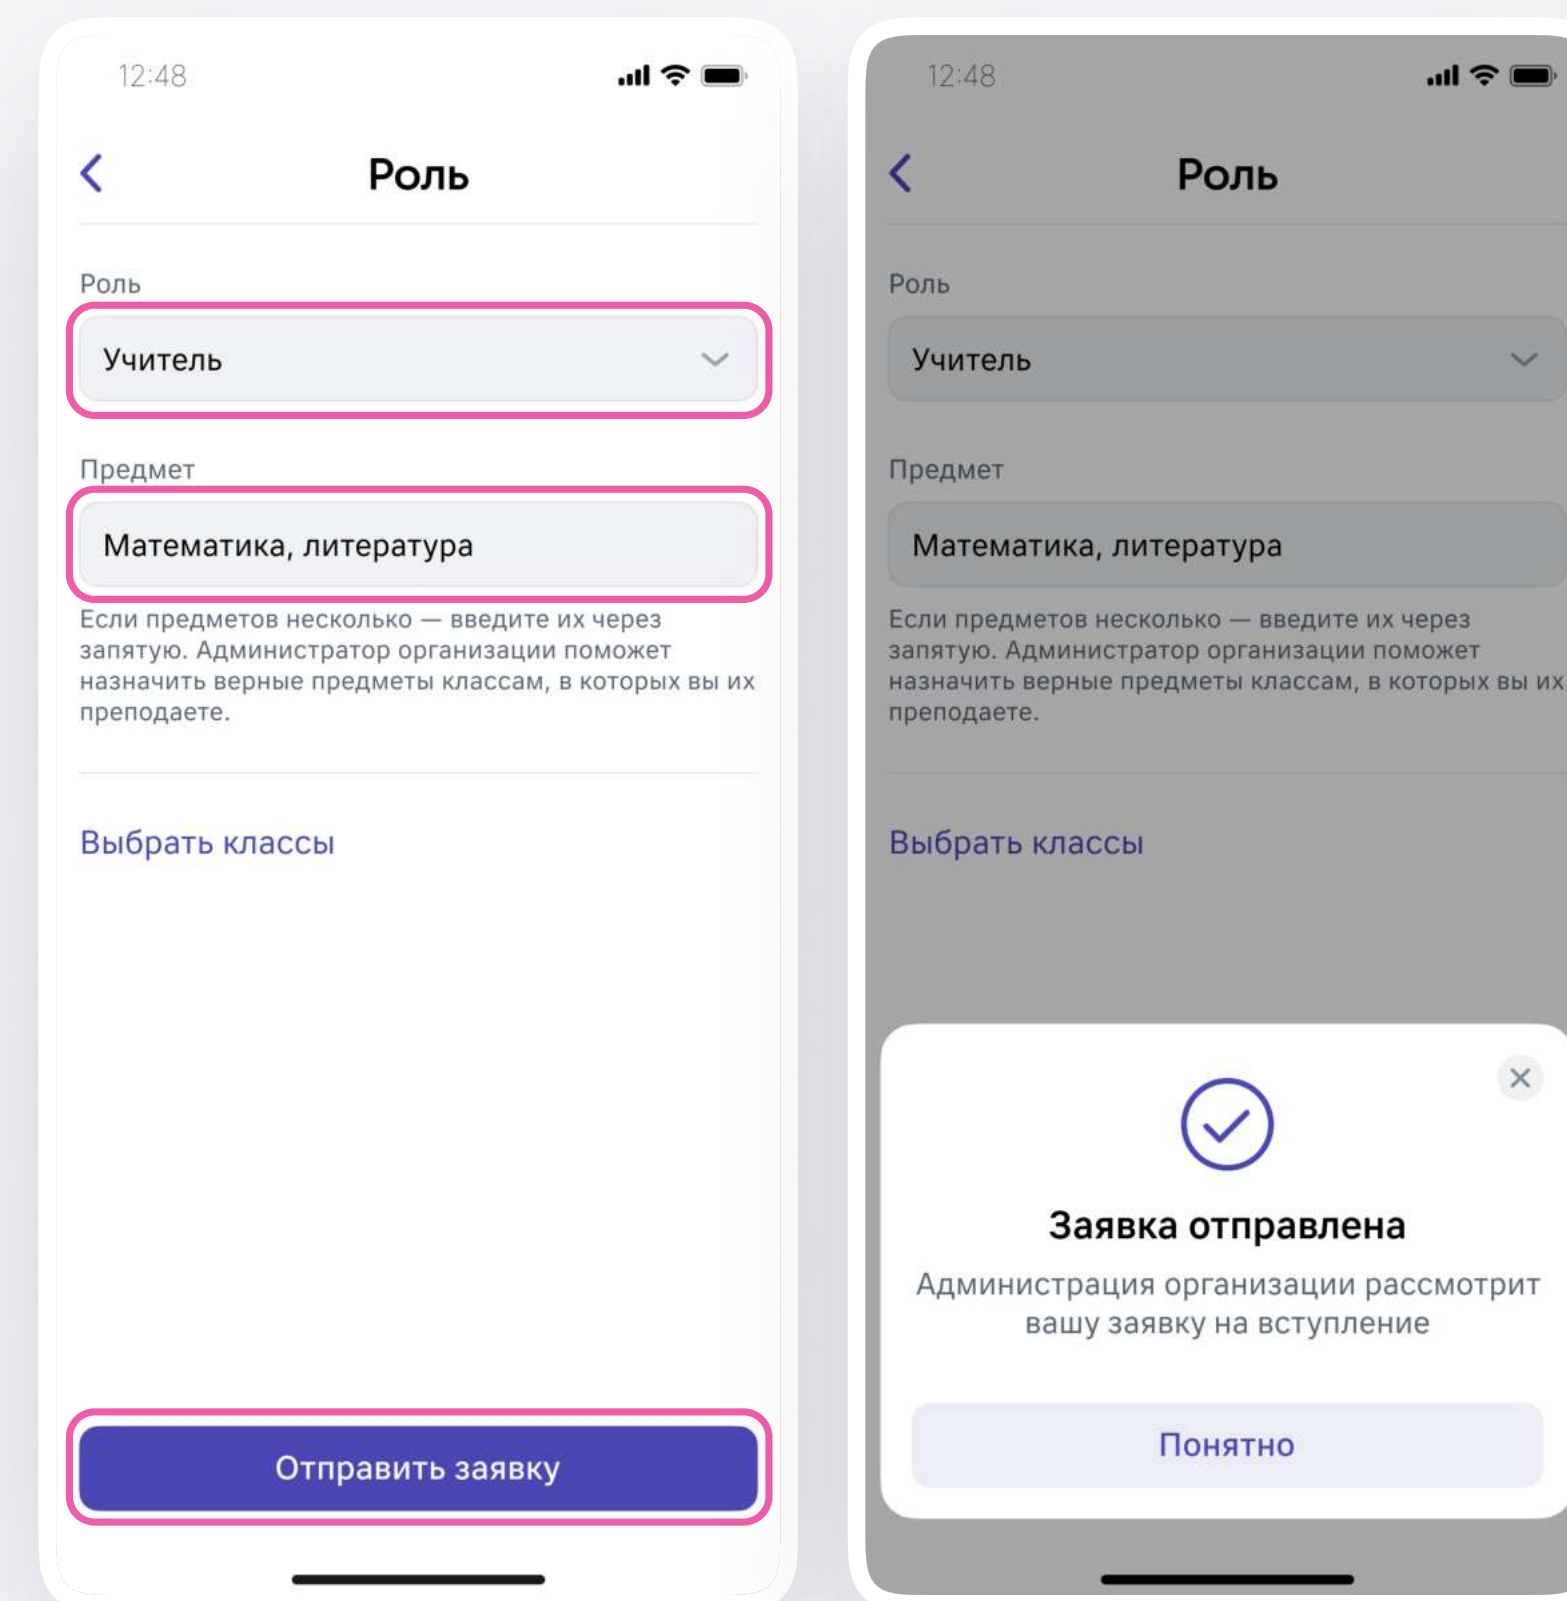 12:48
Роль
Роль
Учитель
Предмет
Математика, литература
Если предметов несколько — введите их через
запятую. Администратор организации поможет
назначить верные предметы классам, в которых вы их
преподаете.
Выбрать классы
Отправить заявку
12:48
Роль
Роль
Учитель
Предмет
Математика, литература
Если предметов несколько — введите их через
запятую. Администратор организации поможет
назначить верные предметы классам, в которых вы их
преподаете.
Выбрать классы
Заявка отправлена
Администрация организации рассмотрит
вашу заявку на вступление
Понятно